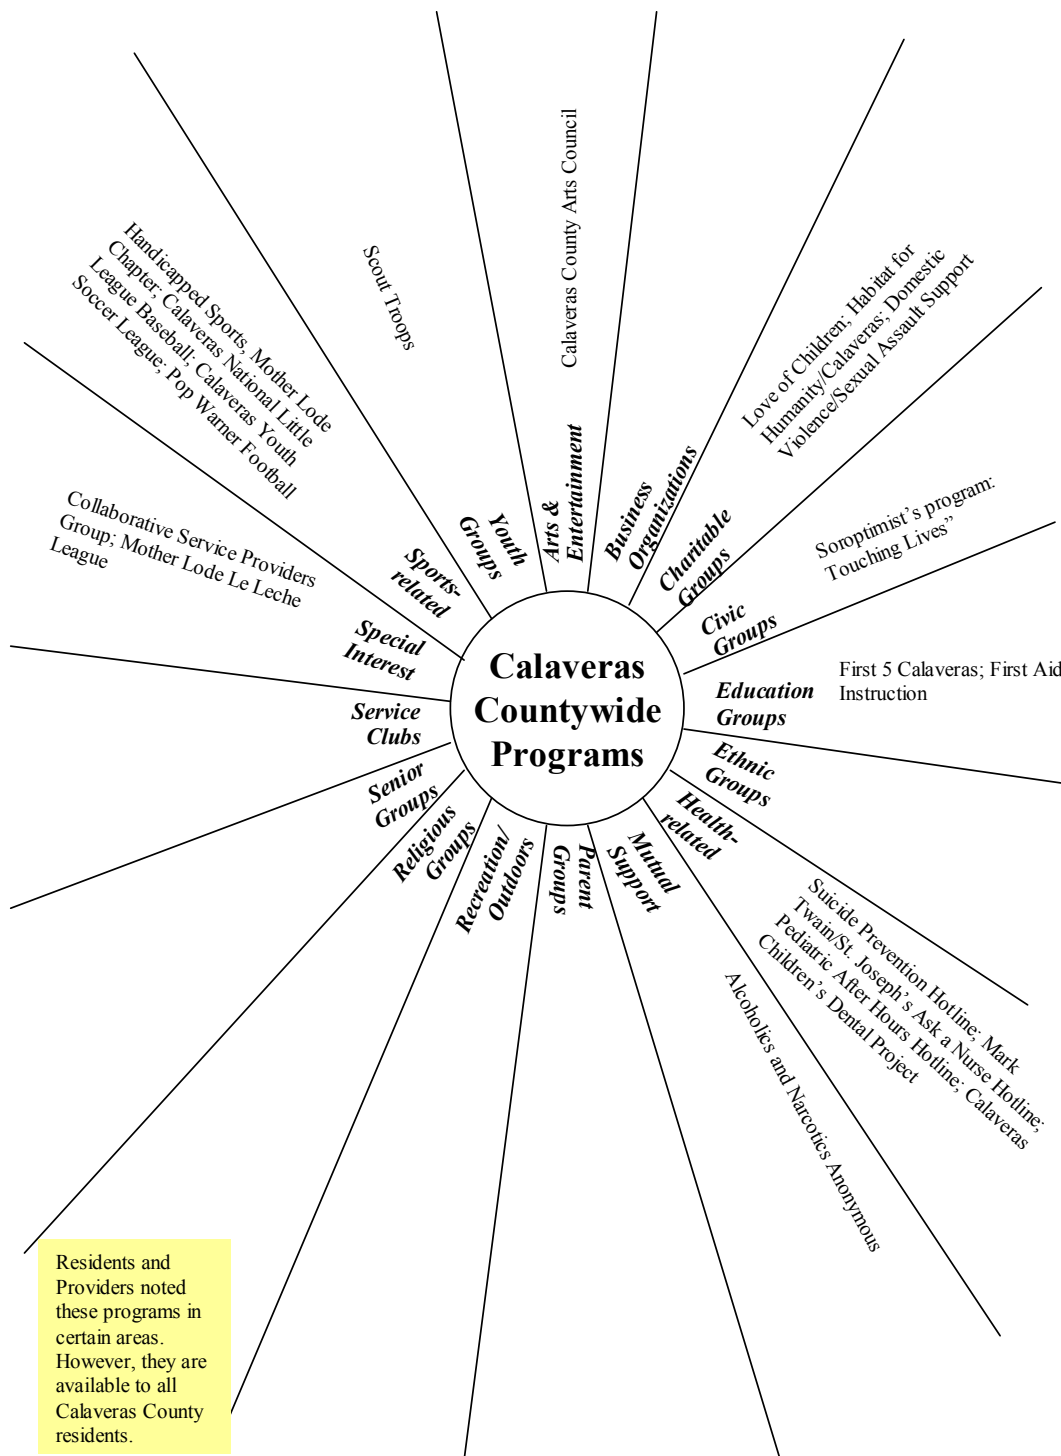 Calaveras
Countywide
Programs
Arts &
Entertainment
Calaveras County Arts Council
Business
Organizations
Charitable
Groups
Love of Children; Habitat for
Humanity/Calaveras; Domestic
Violence/Sexual Assault Support
Civic
Groups
Soroptimist’s program:
Touching Lives”
Education
Groups
First 5 Calaveras; First Aid
Instruction
Ethnic
Groups
Health-
related
Suicide Prevention Hotline; Mark
Twain/St. Joseph’s Ask a Nurse Hotline;
Pediatric After Hours Hotline; Calaveras
Children’s Dental Project
Mutual
Support
Alcoholics and Narcotics Anonymous
Parent
Groups
Recreation/
Outdoors
Religious
Groups
Senior
Groups
Service
Clubs
Special
Interest
Collaborative Service Providers
Group; Mother Lode Le Leche
League
Sports-
related
Handicapped Sports, Mother Lode
Chapter; Calaveras National Little
League Baseball; Calaveras Youth
Soccer League; Pop Warner Football
Youth
Groups
Scout Troops
Residents and
Providers noted
these programs in
certain areas.
However, they are
available to all
Calaveras County
residents.